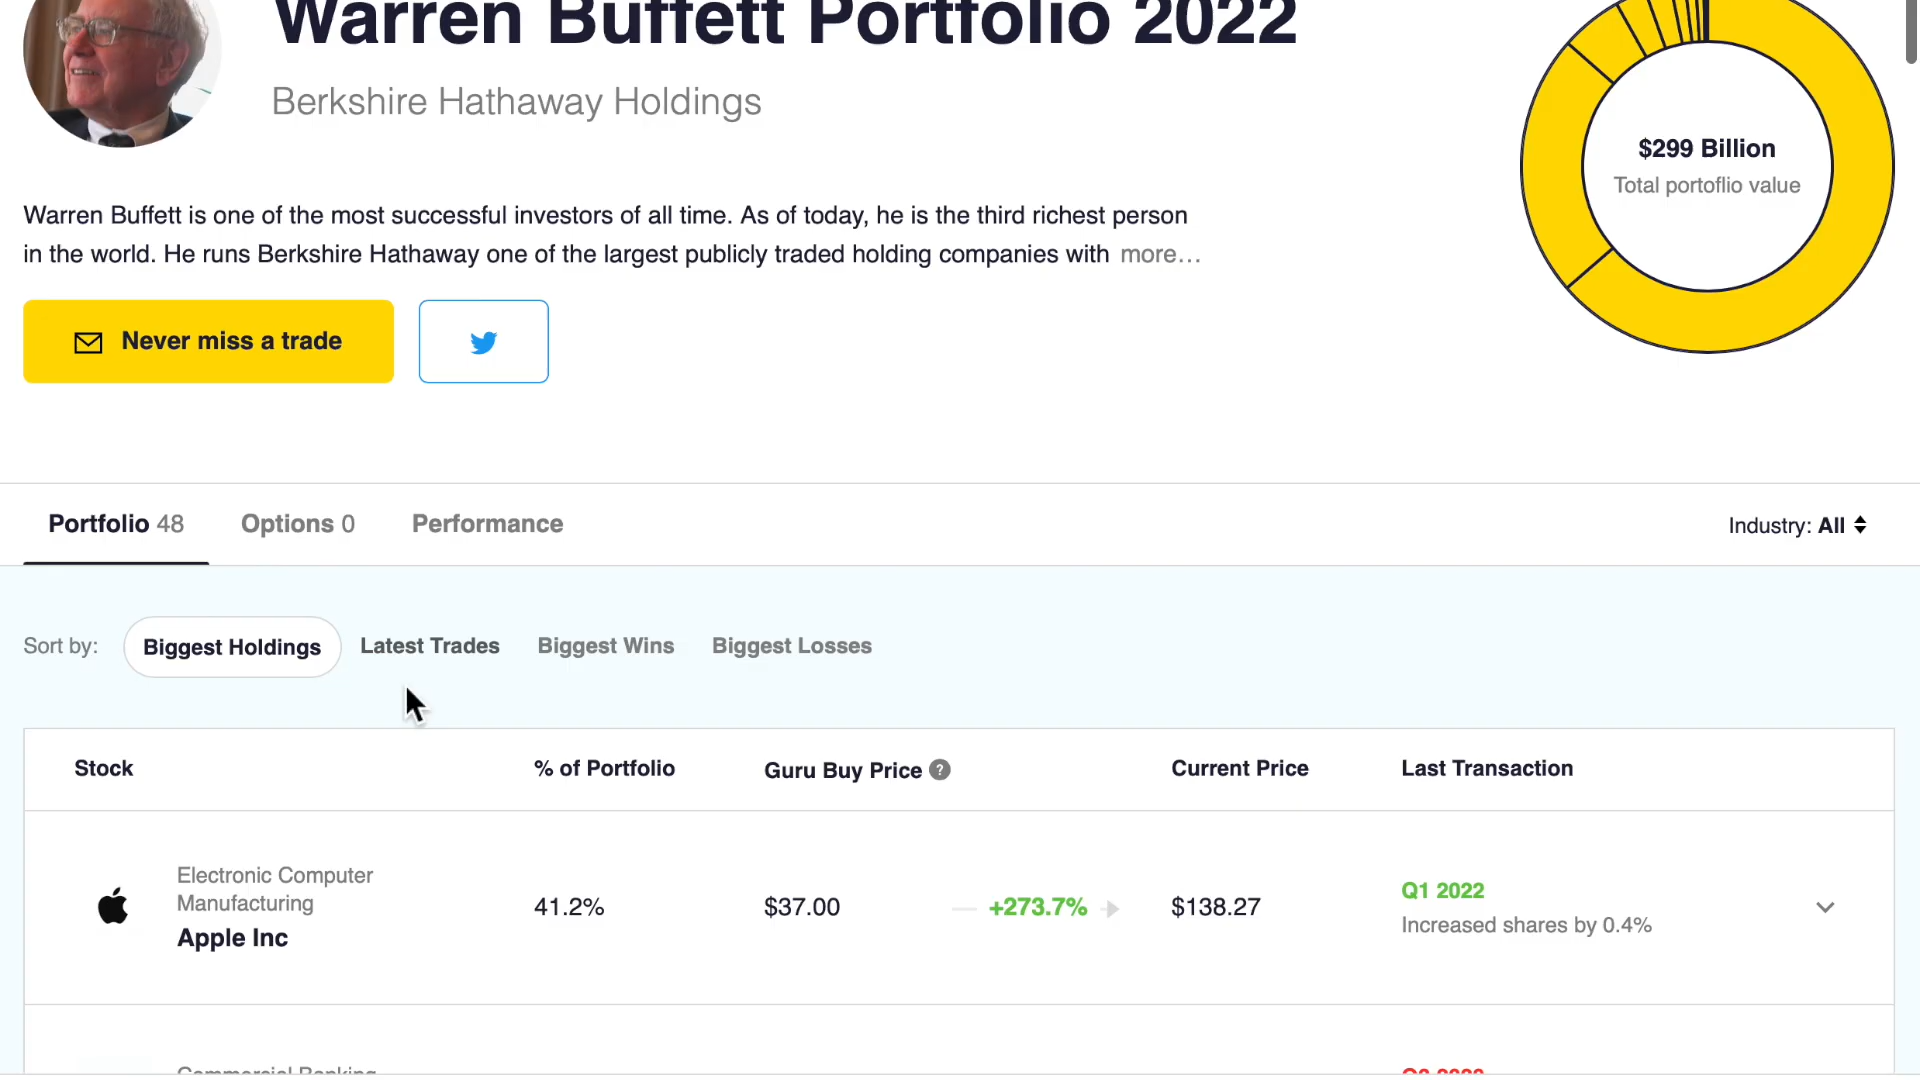 Warren Buffett Portfolio 2022
Berkshire Hathaway Holdings
$299 Billion
Total portoflio value
Warren Buffett is one of the most successful investors of all time. As of today, he is the third richest person
in the world. He runs Berkshire Hathaway one of the largest publicly traded holding companies with more...
Never miss a trade
Portfolio 48 Options 0 Performance Industry: All
Sort by: Biggest Holdings Latest Trades Biggest Wins Biggest Losses
Stock % of Portfolio Guru Buy Price ? Current Price Last Transaction
Electronic Computer
Manufacturing
Apple Inc
41.2% $37.00 +273.7% $138.27
Q1 2022
Increased shares by 0.4%
Commercial Banking